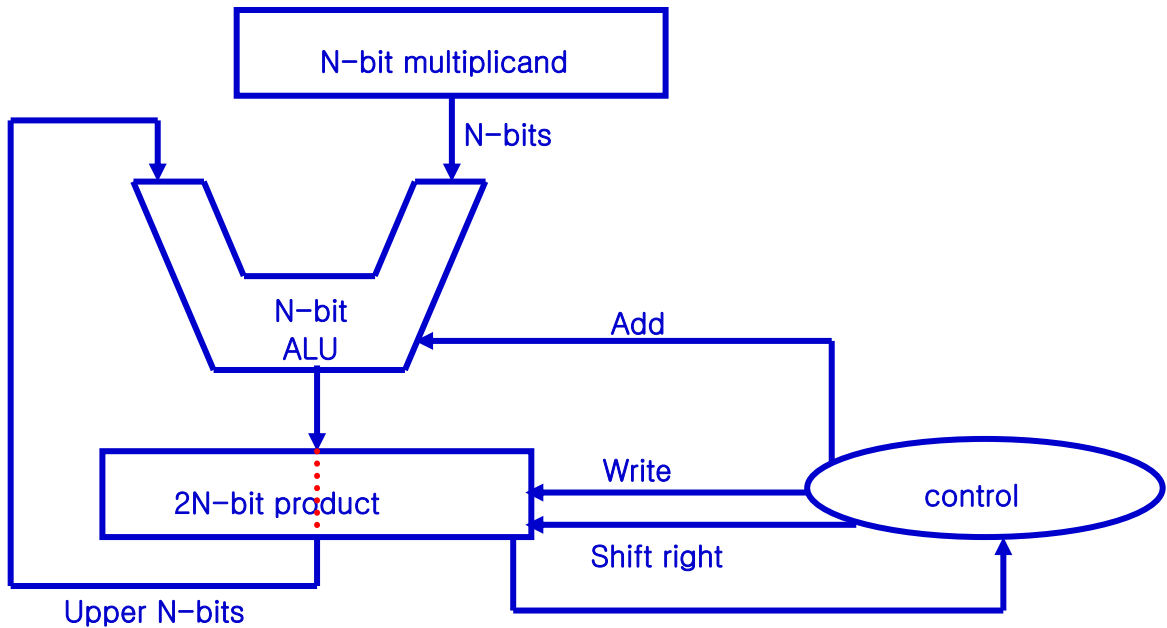 N-bit multiplicand
N-bits
N-bit
ALU
Add
Write
2N-bit product
control
Shift right
Upper N-bits